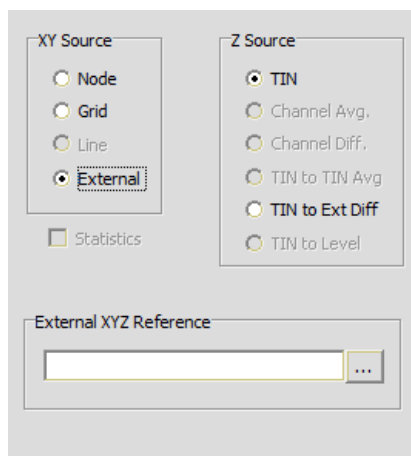 XY Source
Node
Grid
Line
External
Statistics
Z Source
TIN
Channel Avg.
Channel Diff.
TIN to TIN Avg
TIN to Ext Diff
TIN to Level
External XYZ Reference
...